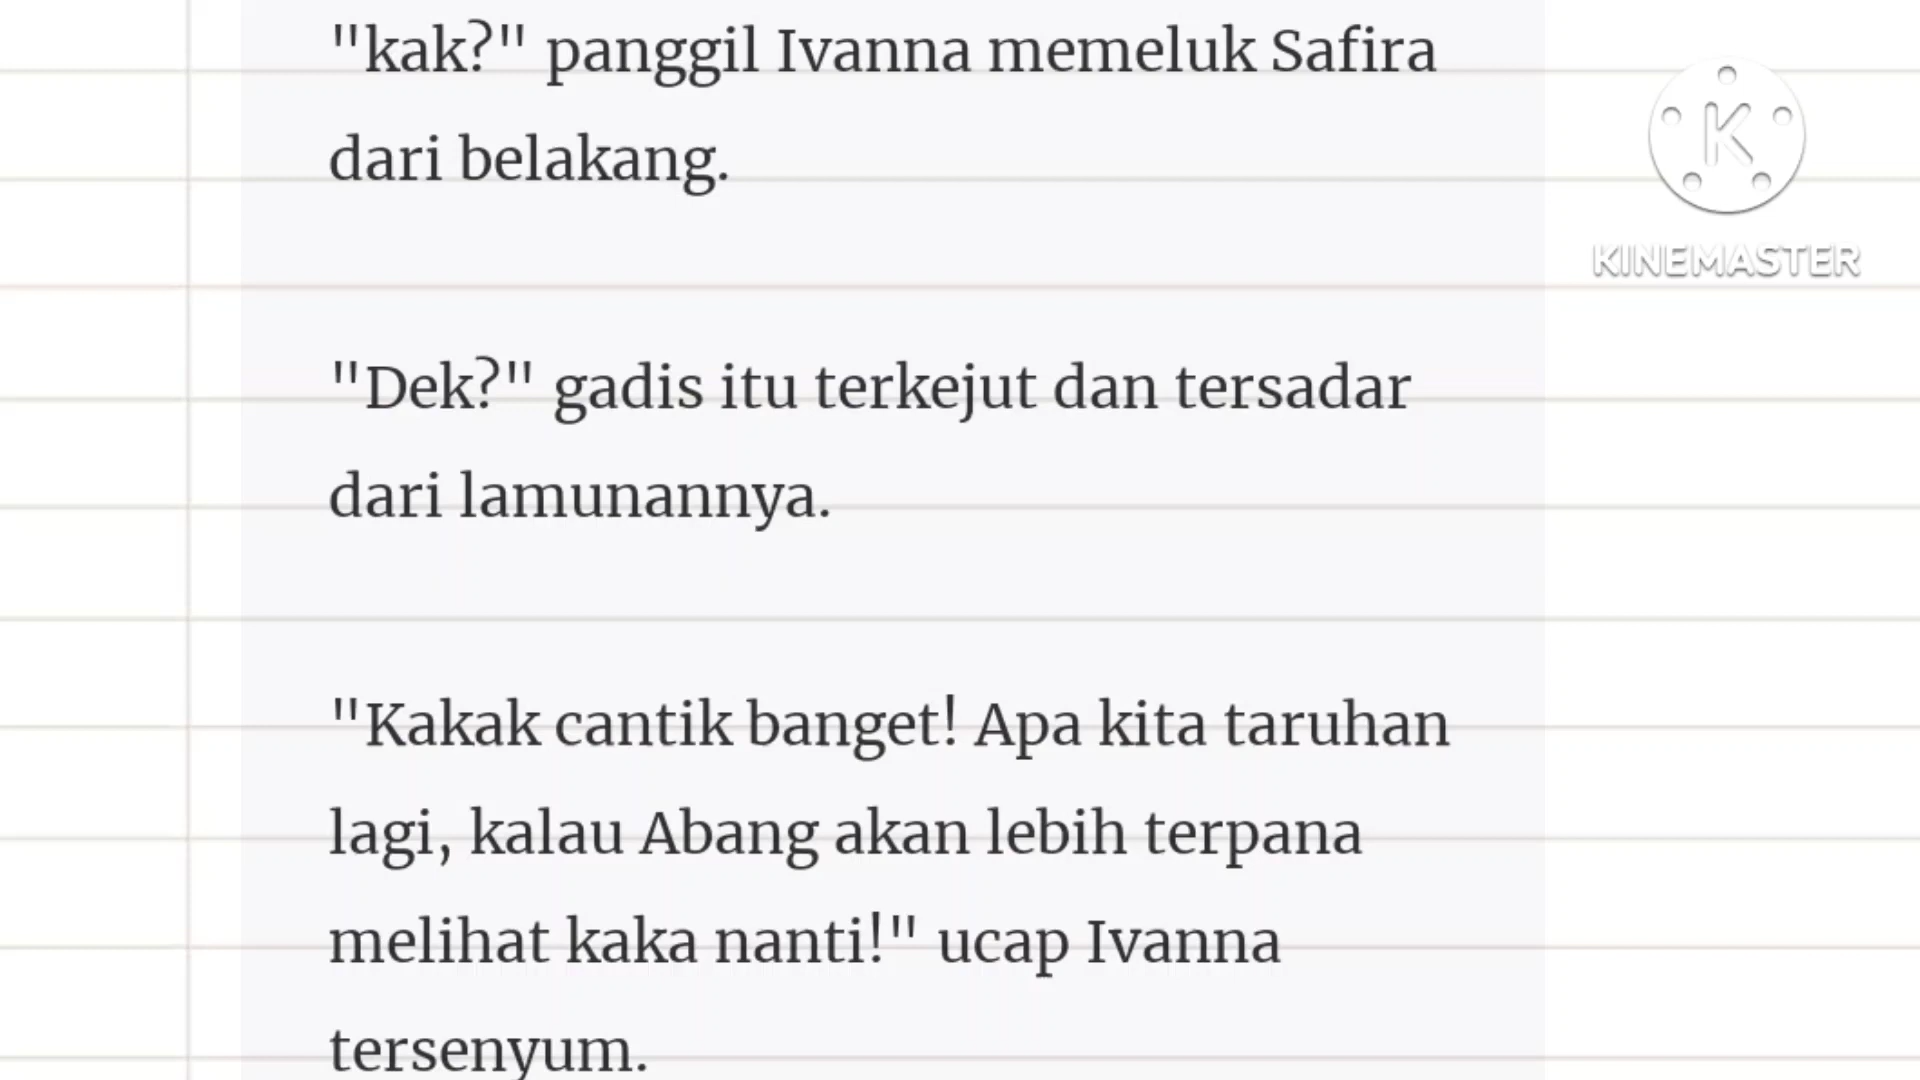 "kak?" panggil Ivanna memeluk Safira
dari belakang.
"Dek?" gadis itu terkejut dan tersadar
dari lamunannya.
"Kakak cantik banget! Apa kita taruhan
lagi, kalau Abang akan lebih terpana
melihat kaka nanti!" ucap Ivanna
tersenyum.
K
KINEMASTER